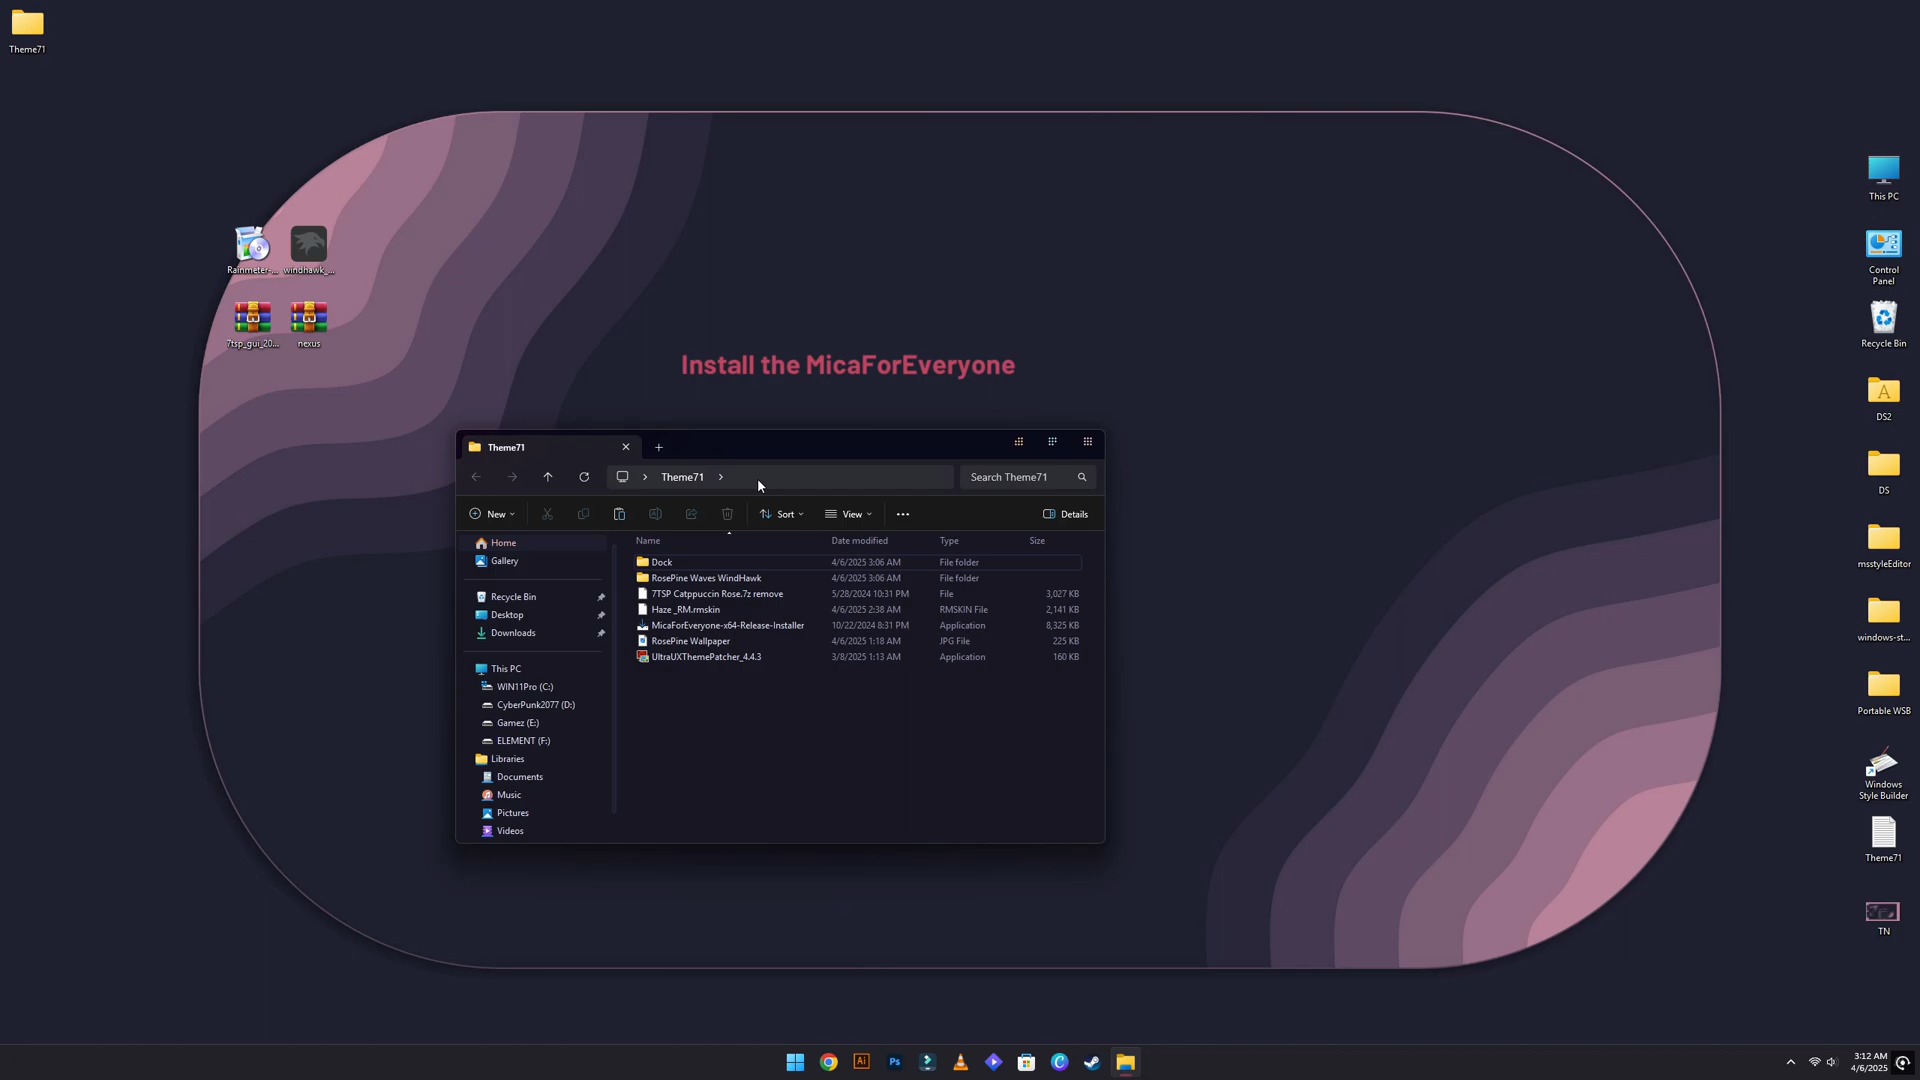 Theme71
Rainmeter-...
windhawk_...
7tsp_gui_20...
nexus
Install the MicaForEveryone
Theme71
Theme71
Search Theme71
New
Sort
View
Details
Name
Date modified
Type
Size
Home
Gallery
Recycle Bin
Desktop
Downloads
This PC
WIN11Pro (C:)
CyberPunk2077 (D:)
Gamez (E:)
ELEMENT (F:)
Libraries
Documents
Music
Pictures
Videos
Dock 4/6/2025 3:06 AM File folder
RosePine Waves WindHawk 4/6/2025 3:06 AM File folder
7TSP Catppuccin Rose.7z remove 5/28/2024 10:31 PM File 3,027 KB
Haze _RM.rmskin 4/6/2025 2:38 AM RMSKIN File 2,141 KB
MicaForEveryone-x64-Release-Installer 10/22/2024 8:31 PM Application 8,325 KB
RosePine Wallpaper 4/6/2025 1:18 AM JPG File 225 KB
UltraUXThemePatcher_4.4.3 3/8/2025 1:13 AM Application 160 KB
This PC
Control
Panel
Recycle Bin
DS2
DS
msstyleEditor
windows-st...
Portable WSB
Windows
Style Builder
Theme71
TN
Ai
Ps
3:12 AM
4/6/2025